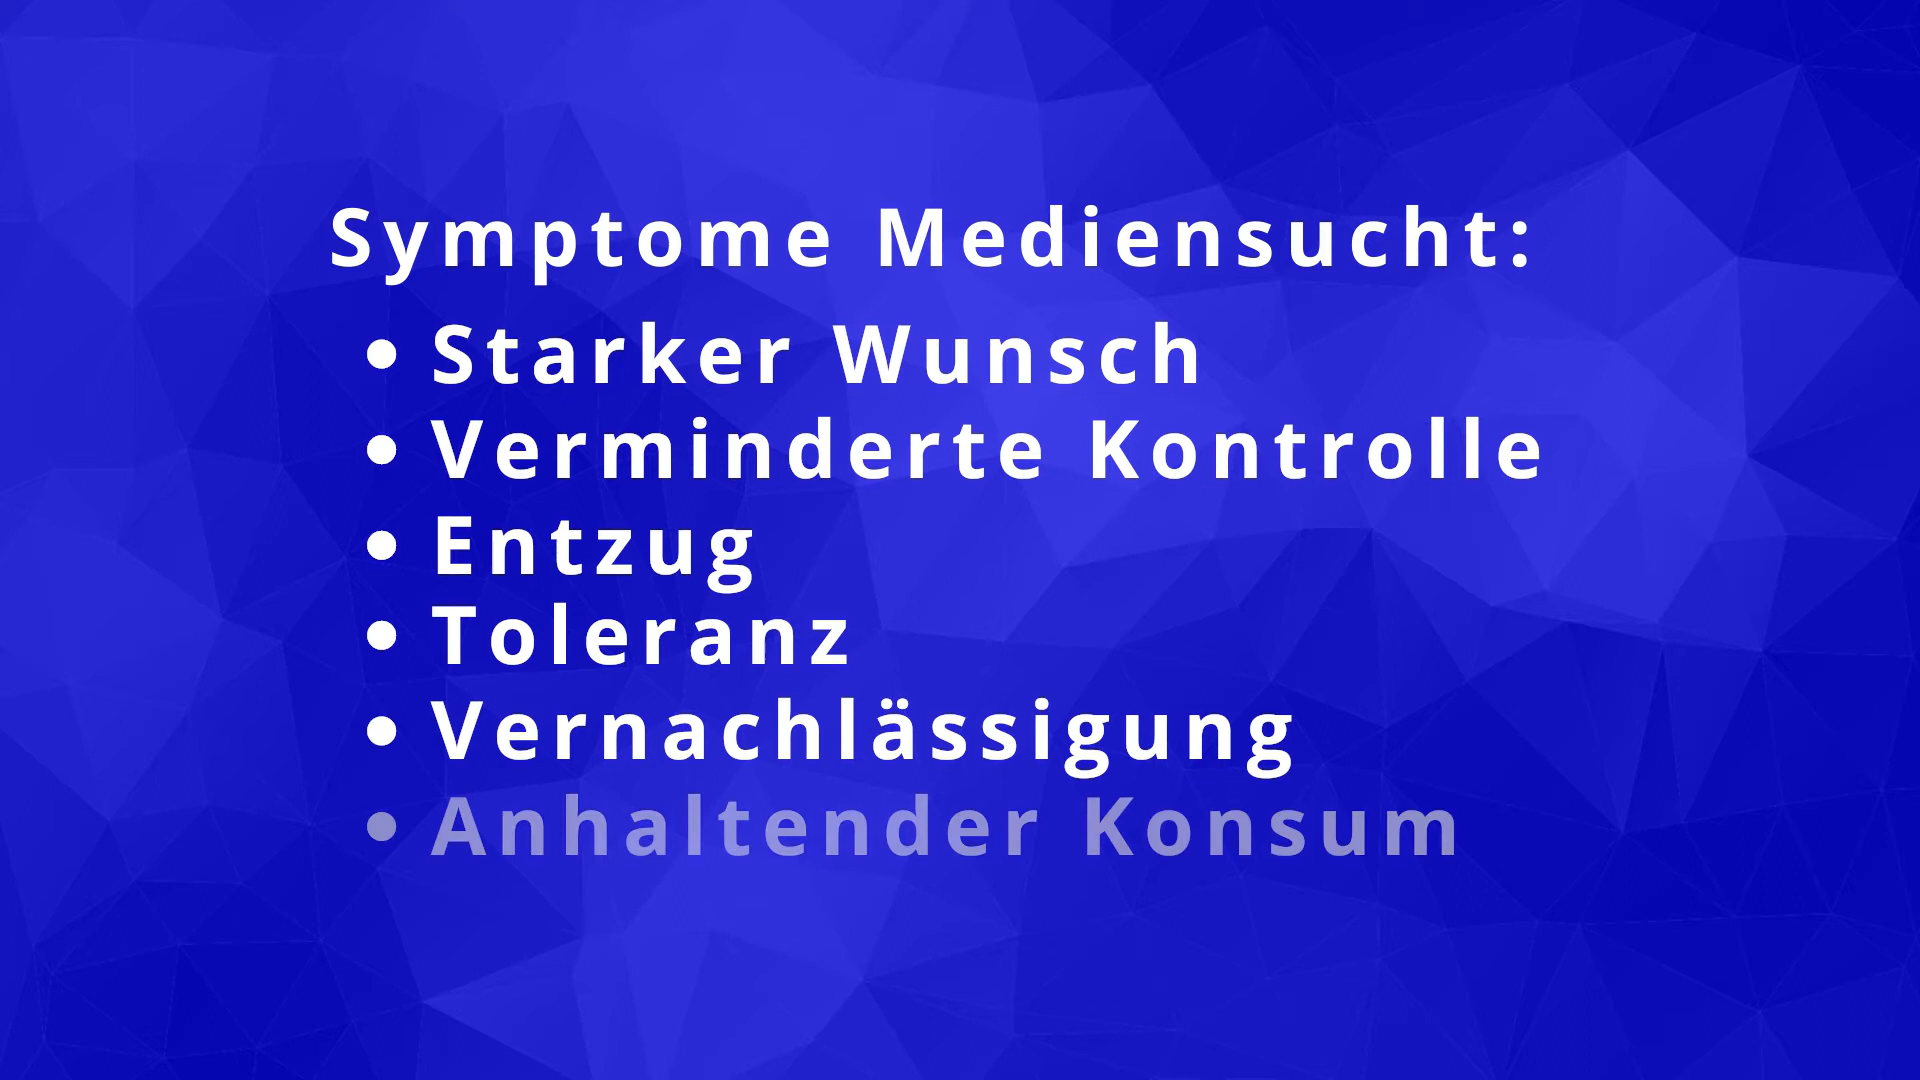 Symptome Mediensucht:
• Starker Wunsch
• Verminderte Kontrolle
• Entzug
• Toleranz
• Vernachlässigung
• Anhaltender Konsum